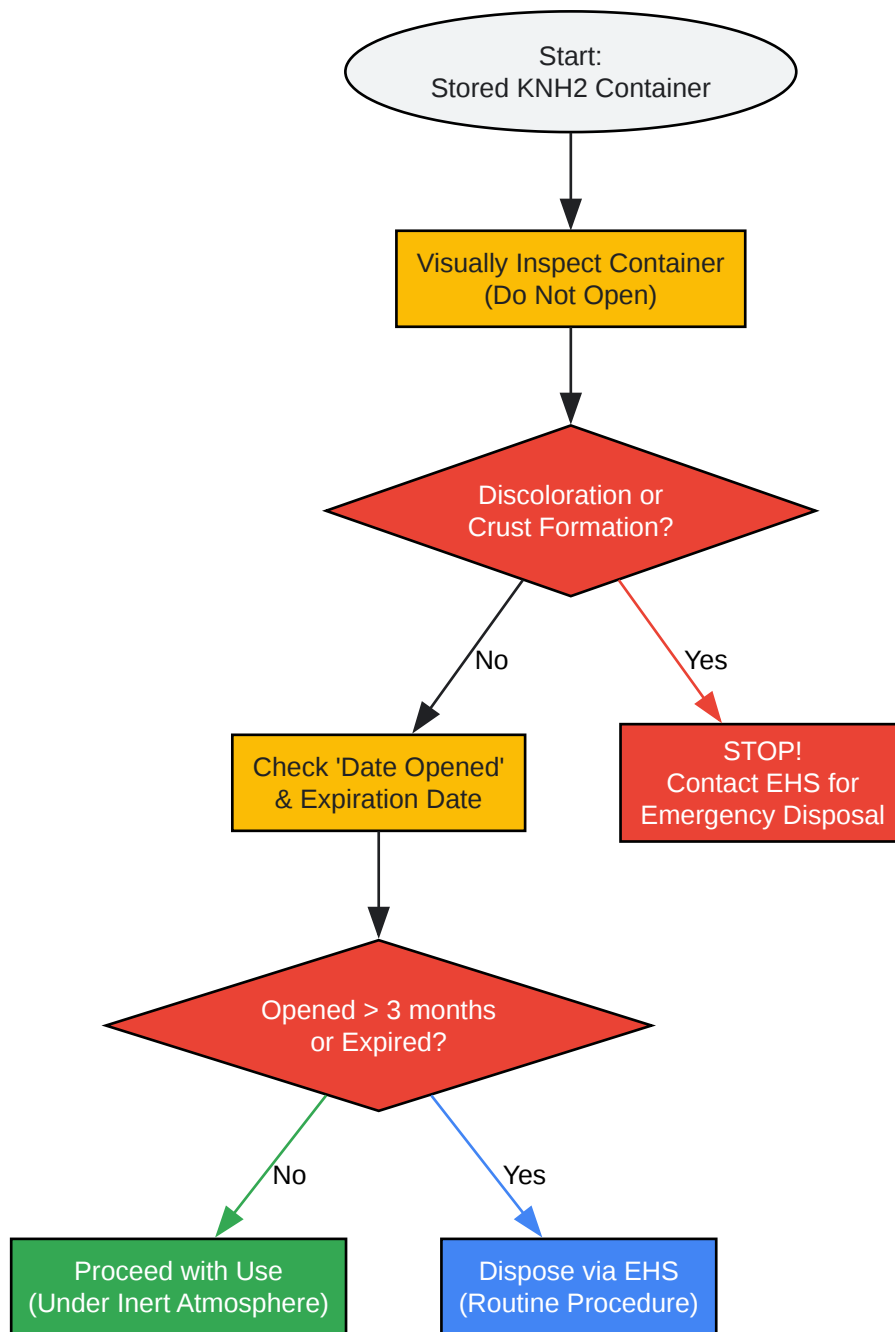 Start:
Stored KNH2 Container
Visually Inspect Container
(Do Not Open)
Discoloration or
Crust Formation?
No
Yes
Check 'Date Opened'
& Expiration Date
STOP!
Contact EHS for
Emergency Disposal
Opened > 3 months
or Expired?
No
Yes
Proceed with Use
(Under Inert Atmosphere)
Dispose via EHS
(Routine Procedure)